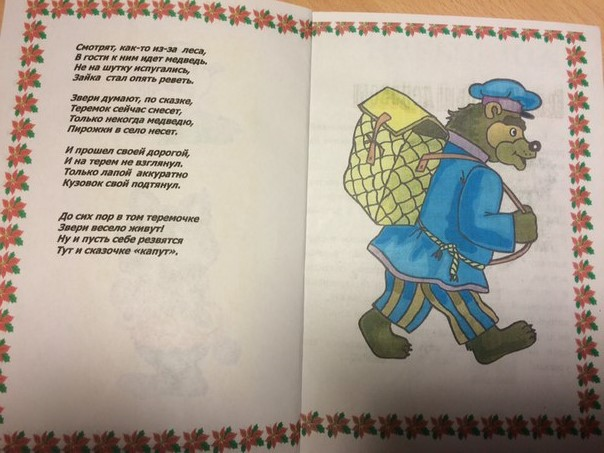 Смотрят, как-то из-за леса,
В гости к ним идет медведь.
Не на шутку испугались,
Зайка стал опять реветь.
Звери думают, по сказке,
Теремок сейчас снесет,
Только некогда медведю,
Пирожки в село несет.
И прошел своей дорогой,
И на терем не взглянул.
Только лапой аккуратно
Кузовок свой подтянул.
До сих пор в том теремочке
Звери весело живут!
Ну и пусть себе резвятся
Тут и сказочке «капут».